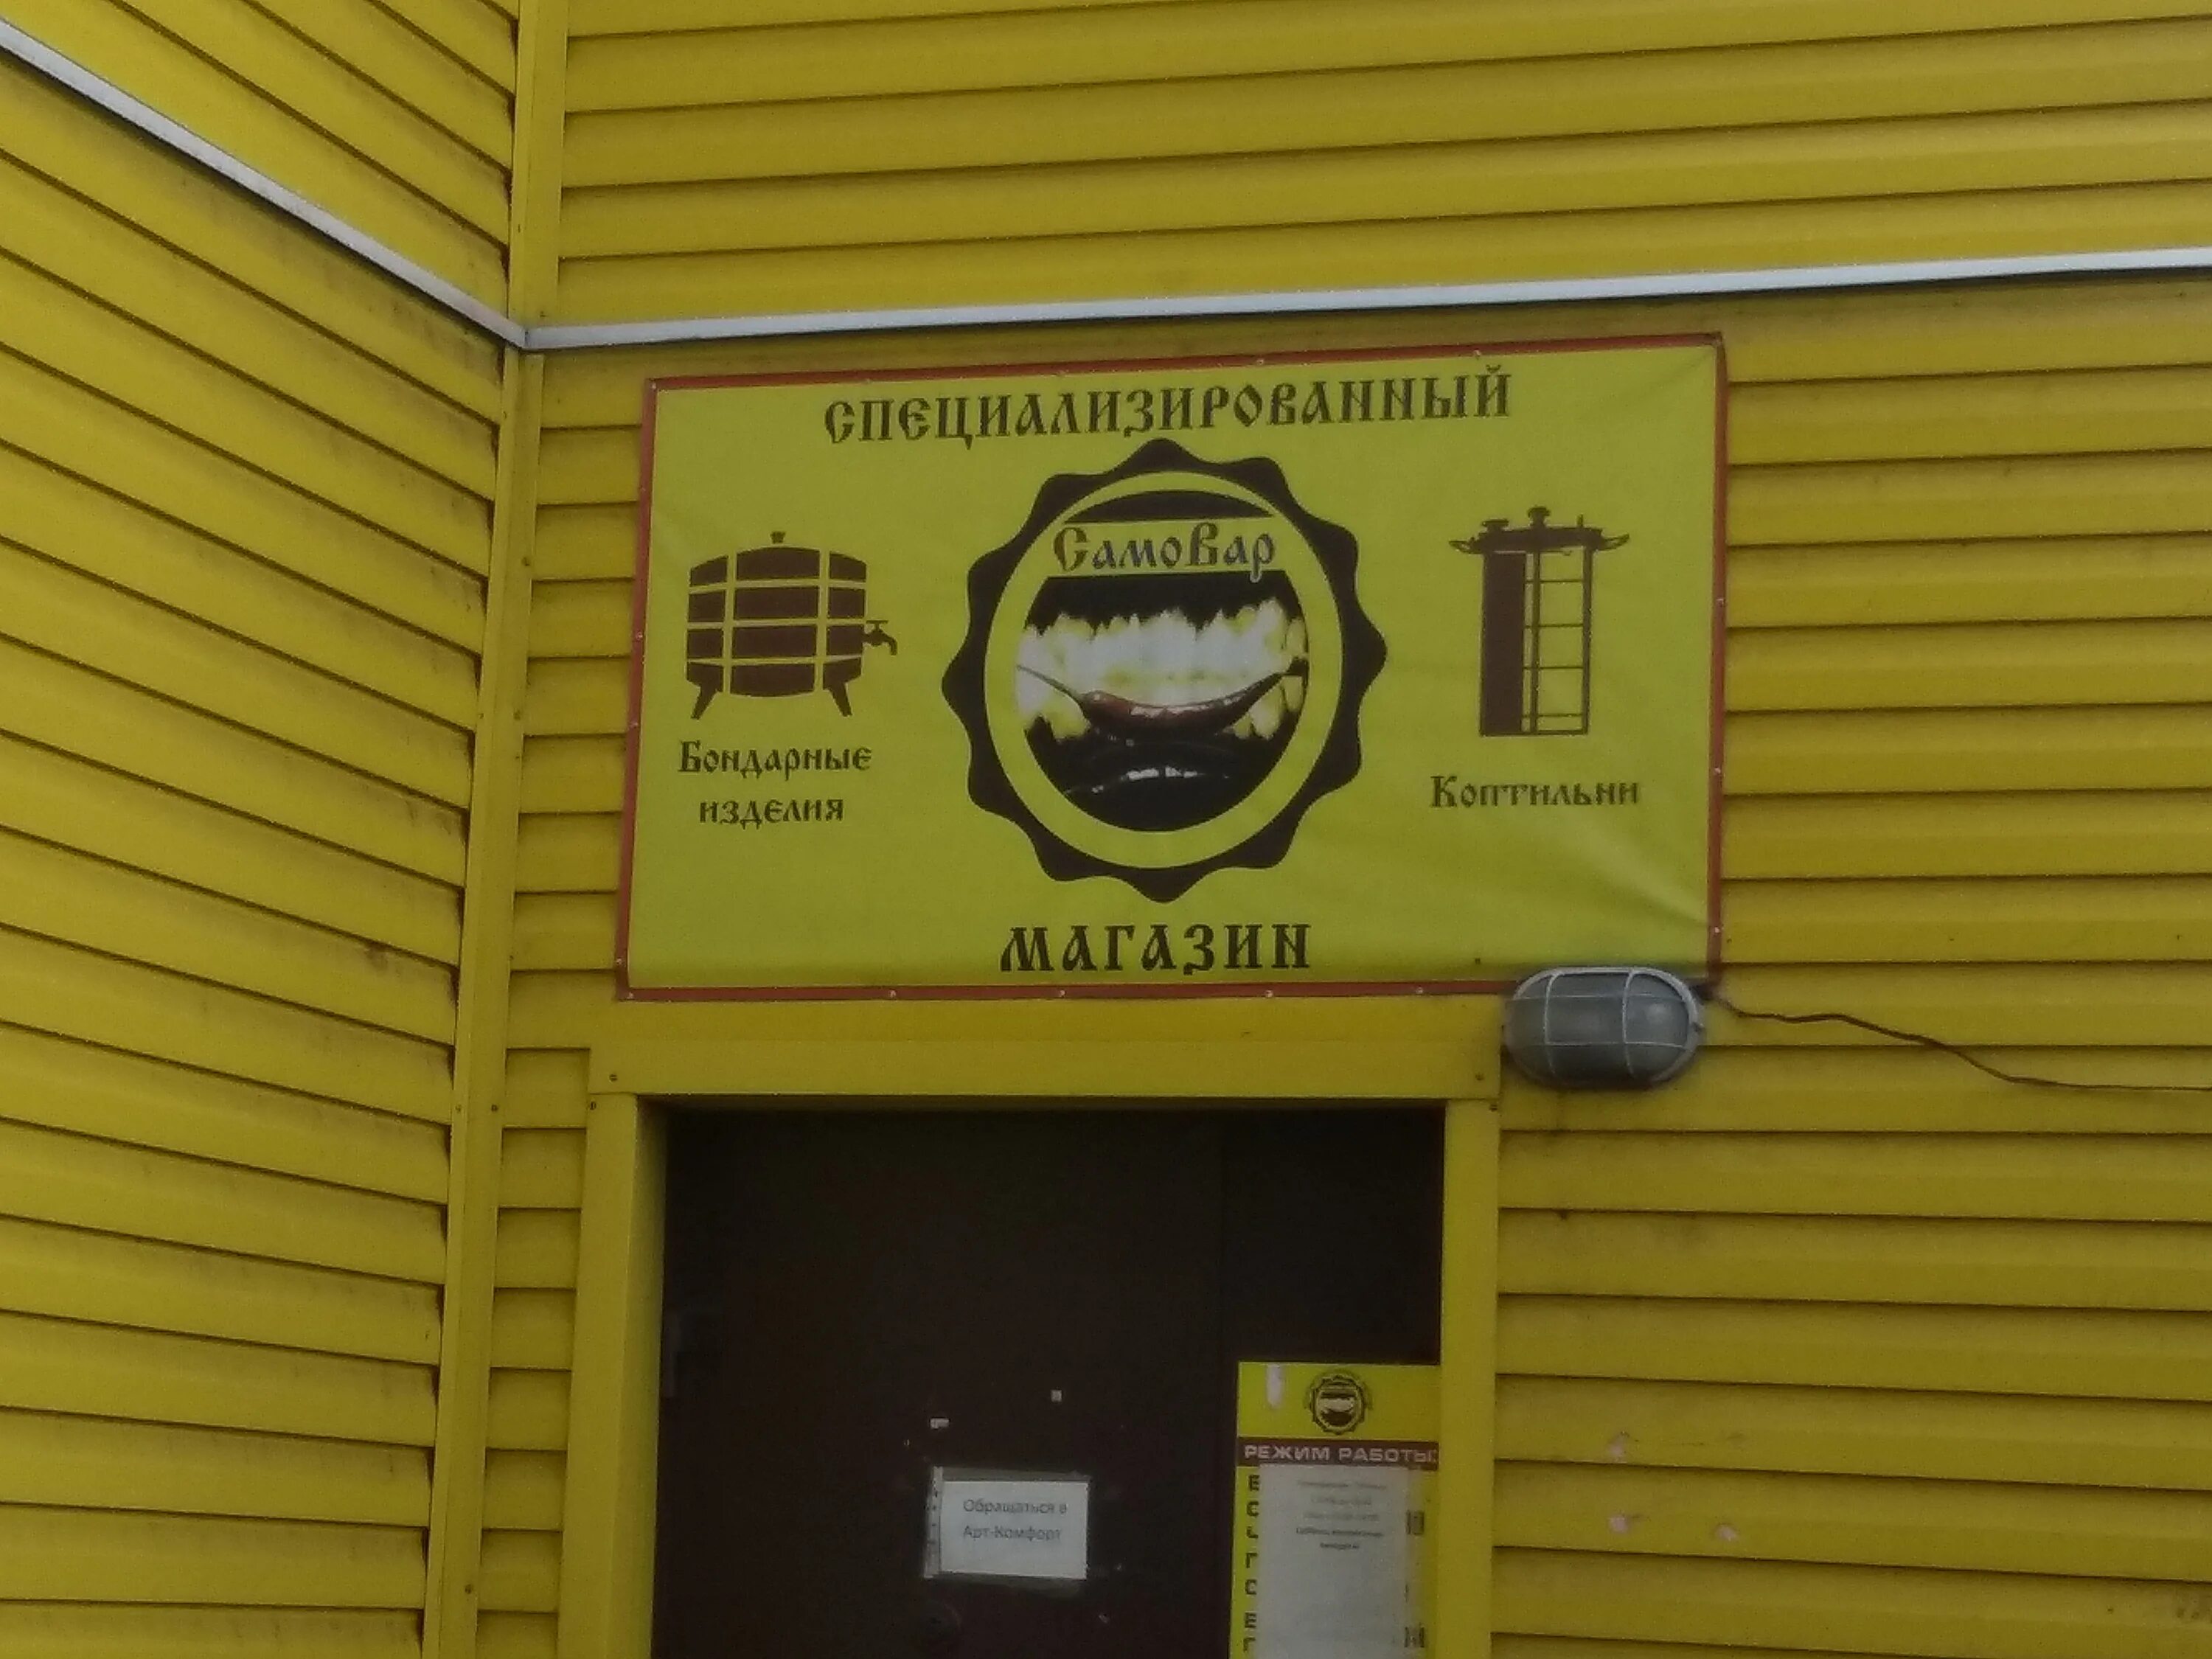 СПЕЦИАЛИЗИРОВАННЫЙ
СамоВар
Бондарные
изделия
Коптильни
МАГАЗИН
РЕЖИМ РАБОТЫ:
Обращаться в
Арт-Комфорт